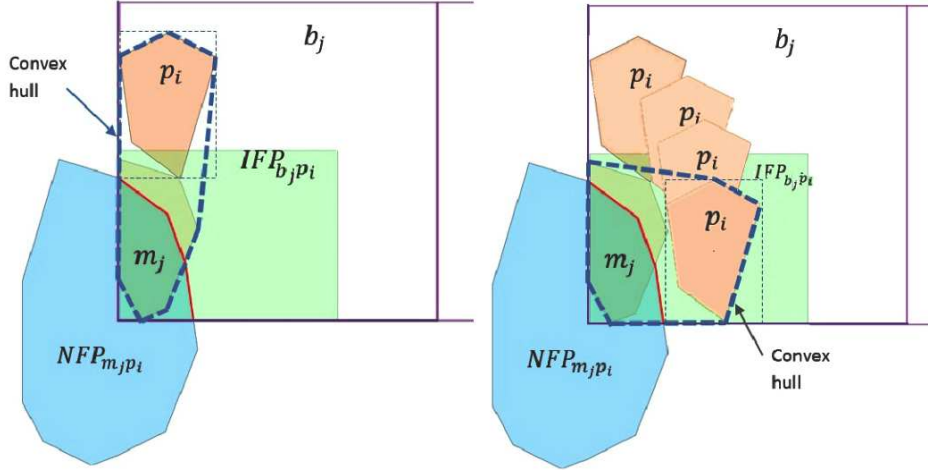 Convex
hull
b_j
p_i
IFP_{b_j p_i}
m_j
NFP_{m_j p_i}
b_j
p_i
p_i
p_i
IFP_{b_j p_i}
p_i
m_j
NFP_{m_j p_i}
Convex
hull